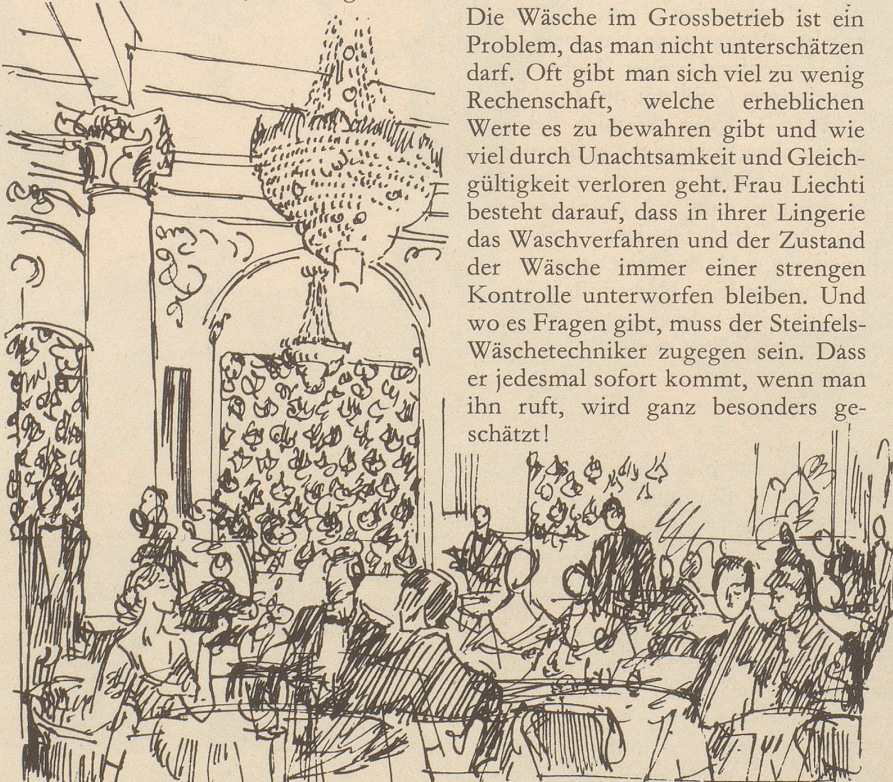 Die Wäsche im Grossbetrieb ist ein
Problem, das man nicht unterschätzen
darf. Oft gibt man sich viel zu wenig
Rechenschaft, welche erheblichen
Werte es zu bewahren gibt und wie
viel durch Unachtsamkeit und Gleich-
gültigkeit verloren geht. Frau Liechti
besteht darauf, dass in ihrer Lingerie
das Waschverfahren und der Zustand
der Wäsche immer einer strengen
Kontrolle unterworfen bleiben. Und
wo es Fragen gibt, muss der Steinfels-
Wäschetechniker zugegen sein. Dass
er jedesmal sofort kommt, wenn man
ihn ruft, wird ganz besonders ge-
schätzt!